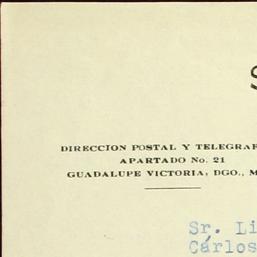 DIRECCION POSTAL Y TELEGRAF
APARTADO No. 21
GUADALUPE VICTORIA, DGO., M
Sr. Li
Cárlos